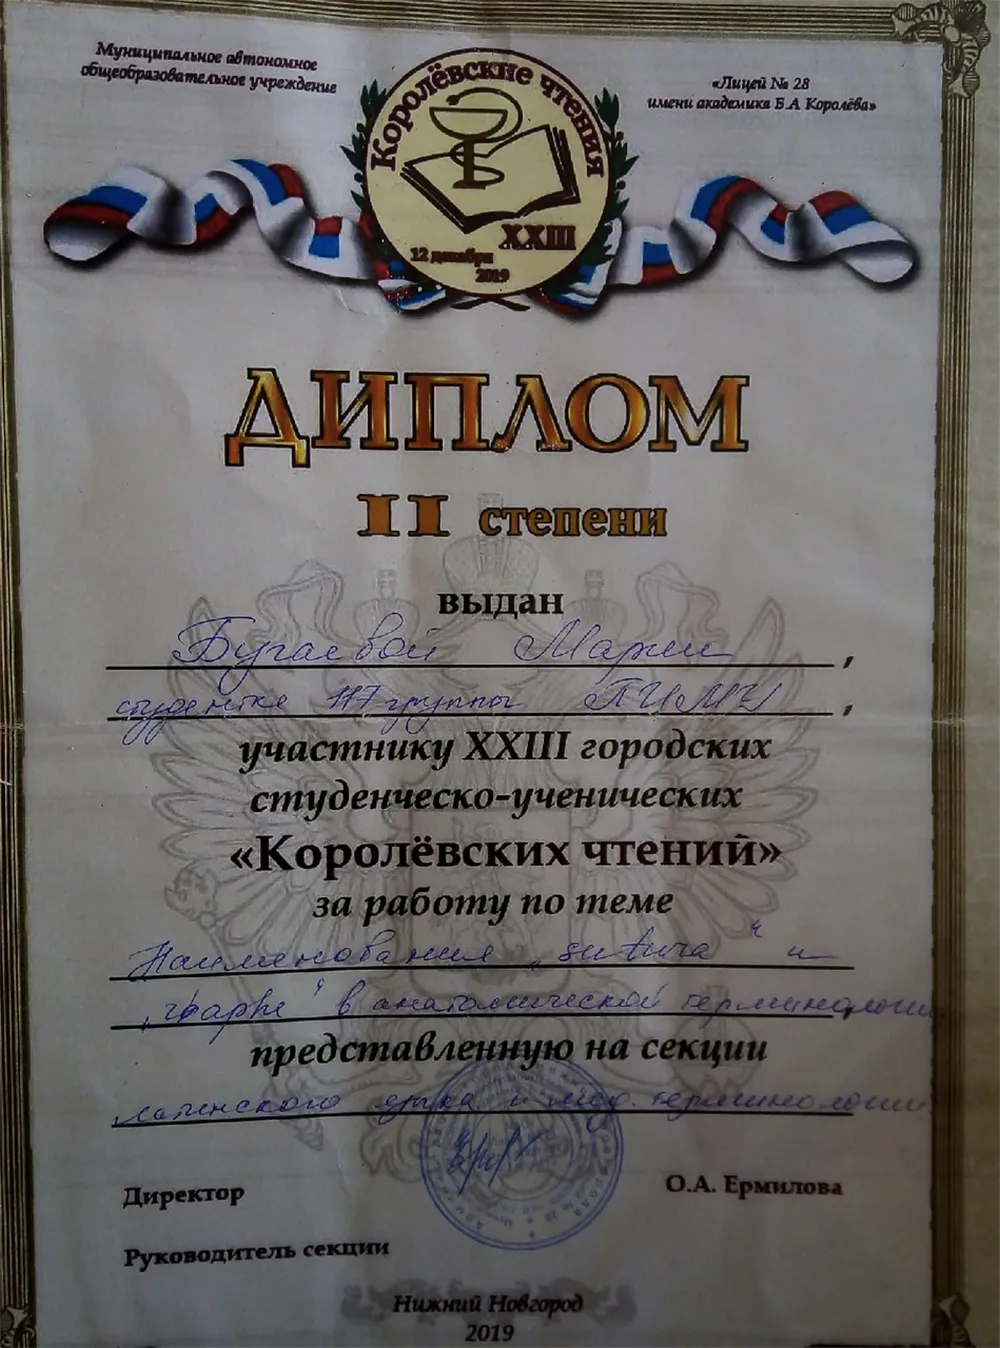 Муниципальное автономное
общеобразовательное учреждение
«Лицей № 28
имени академика Б.А Королёва»
Королёвские чтения
XXIII
12 декабря
2019
ДИПЛОМ
II степени
выдан
Бугаевой Марии,
студентке 117 группы ПИМУ,
участнику XXIII городских
студенческо-ученических
«Королёвских чтений»
за работу по теме
Наименования „sutura“ и
„rhaphe“ в анатомической терминологии,
представленную на секции
латинского языка и мед. терминологии
Директор
О.А. Ермилова
Руководитель секции
Нижний Новгород
2019